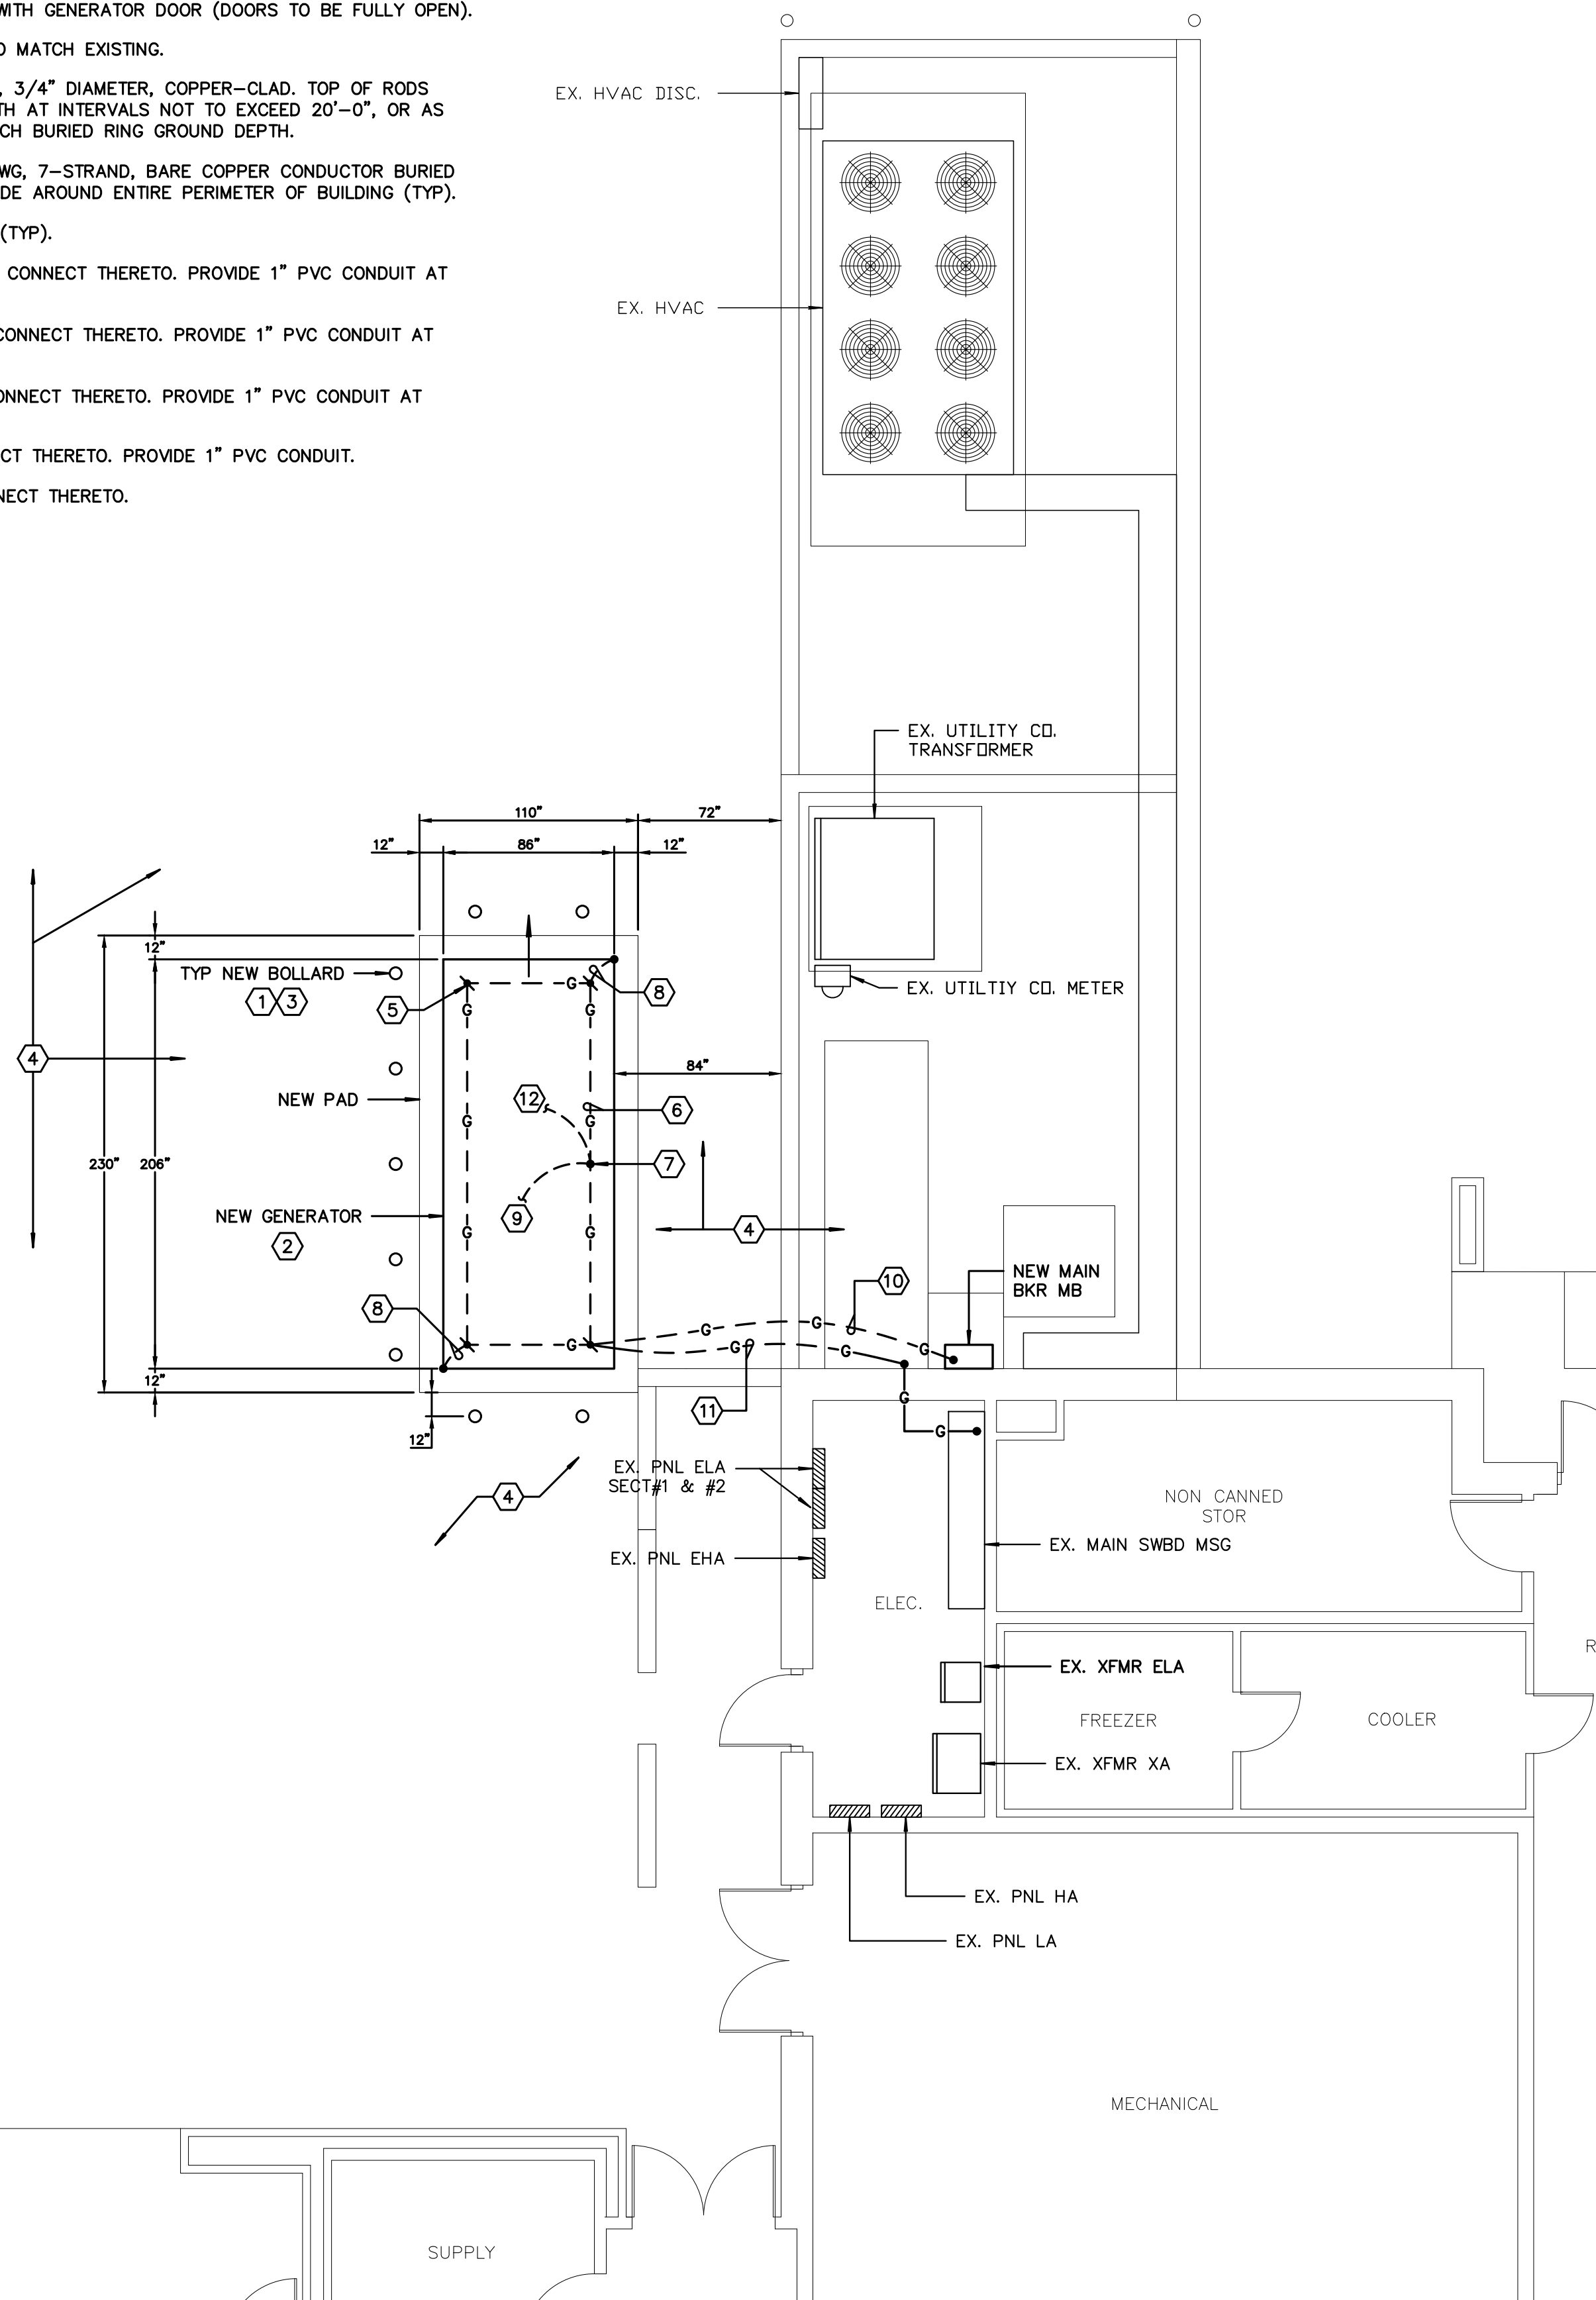 WITH GENERATOR DOOR (DOORS TO BE FULLY OPEN).
O MATCH EXISTING.
, 3/4" DIAMETER, COPPER-CLAD. TOP OF RODS
TH AT INTERVALS NOT TO EXCEED 20'-0", OR AS
CH BURIED RING GROUND DEPTH.
WG, 7-STRAND, BARE COPPER CONDUCTOR BURIED
DE AROUND ENTIRE PERIMETER OF BUILDING (TYP).
(TYP).
CONNECT THERETO. PROVIDE 1" PVC CONDUIT AT
CONNECT THERETO. PROVIDE 1" PVC CONDUIT AT
ONNECT THERETO. PROVIDE 1" PVC CONDUIT AT
CT THERETO. PROVIDE 1" PVC CONDUIT.
NECT THERETO.
EX. HVAC DISC.
EX. HVAC
EX. UTILITY CO.
TRANSFORMER
110"
72"
12"
86"
12"
12"
TYP NEW BOLLARD
1
3
5
G
8
G
G
EX. UTILTIY CO. METER
4
84"
NEW PAD
12
6
G
G
230"
206"
7
9
NEW GENERATOR
2
G
G
4
10
NEW MAIN
BKR MB
8
G
G
G
G
G
G
12"
G
11
G
12"
EX. PNL ELA
SECT#1 & #2
4
NON CANNED
STOR
EX. MAIN SWBD MSG
EX. PNL EHA
ELEC.
R
EX. XFMR ELA
FREEZER
COOLER
EX. XFMR XA
EX. PNL HA
EX. PNL LA
MECHANICAL
SUPPLY